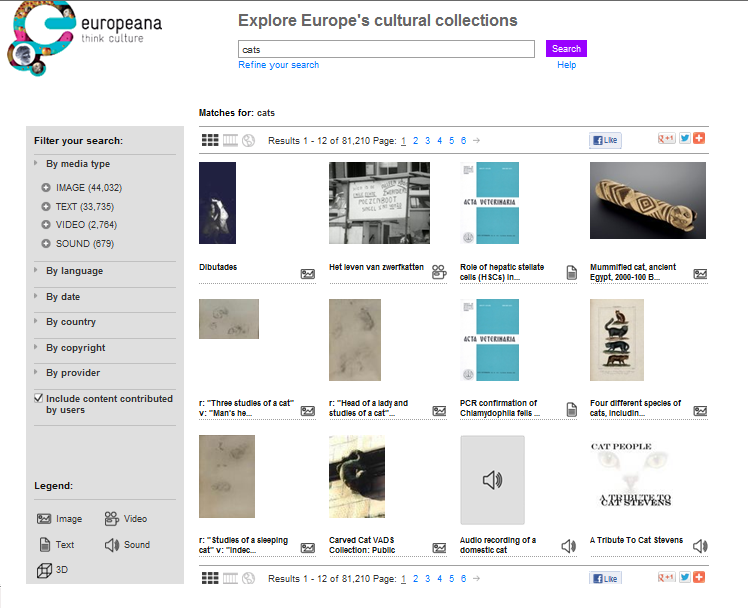 europeana
think culture
Explore Europe's cultural collections
cats
Search
Refine your search
Help
Matches for: cats
Filter your search:
By media type
IMAGE (44,032)
TEXT (33,735)
VIDEO (2,764)
SOUND (679)
By language
By date
By country
By copyright
By provider
Include content contributed
by users
Legend:
Image
Video
Text
Sound
3D
Results 1 - 12 of 81,210 Page: 1 2 3 4 5 6
Like
+1
POEZENBOOT
ACTA VETERINARIA
Dibutades
Het leven van zwerfkatten
Role of hepatic stellate
cells (HSCs) in...
Mummified cat, ancient
Egypt, 2000-100 B...
ACTA VETERINARIA
r: "Three studies of a cat"
v: "Man's he...
r: "Head of a lady and
studies of a cat"...
PCR confirmation of
Chlamydophila felis ...
Four different species of
cats, includin...
CAT PEOPLE
A TRIBUTE TO
CAT STEVENS
r: "Studies of a sleeping
cat" v: "Indec...
Carved Cat VADS
Collection: Public
Audio recording of a
domestic cat
A Tribute To Cat Stevens
Results 1 - 12 of 81,210 Page: 1 2 3 4 5 6
Like
+1